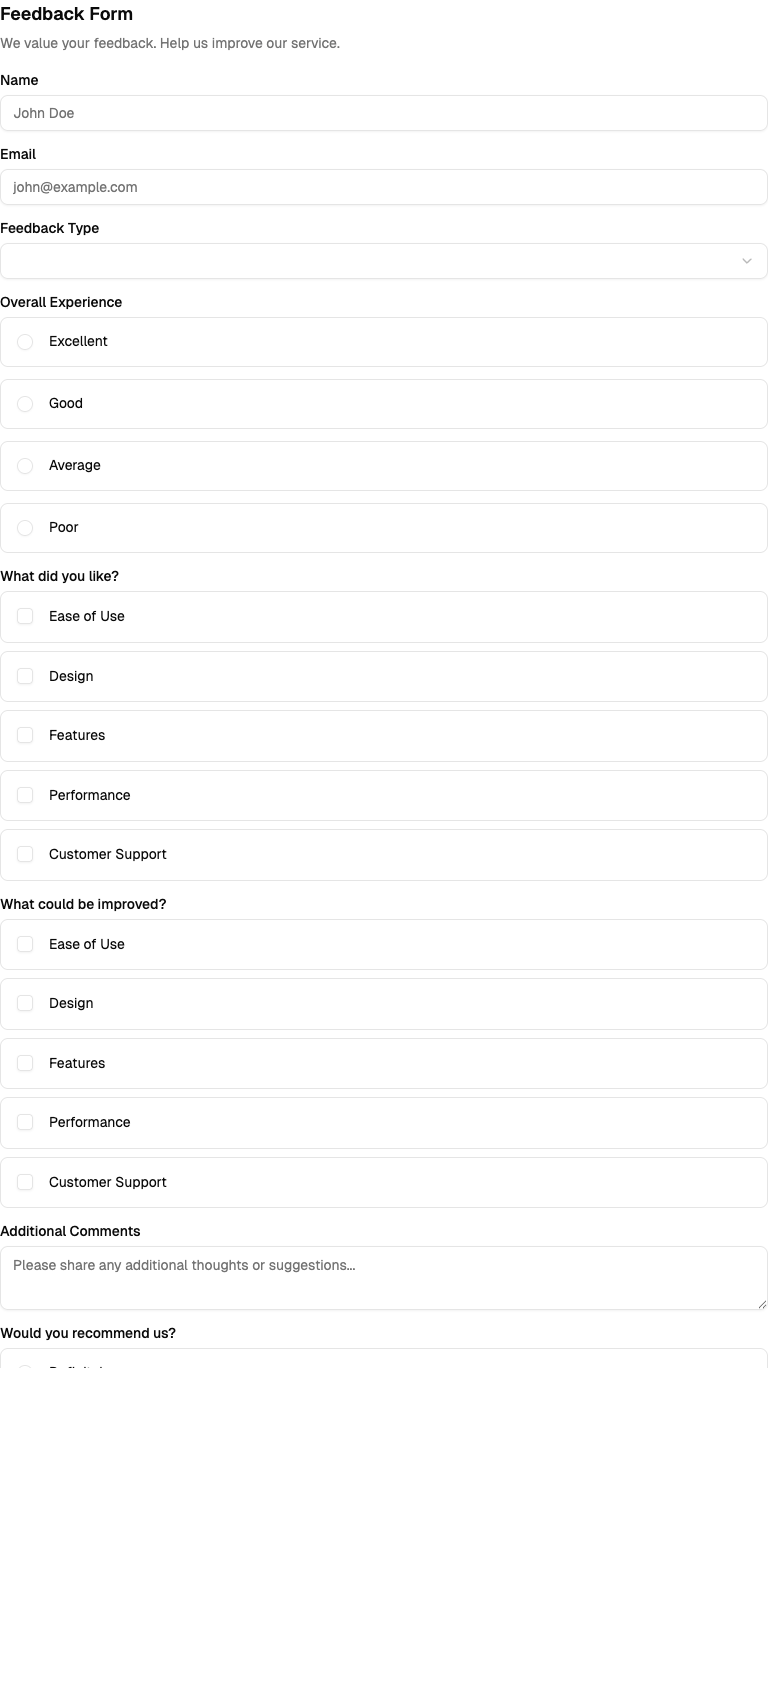 Feedback Form
We value your feedback. Help us improve our service.
Name
John Doe
Email
john@example.com
Feedback Type
Overall Experience
Excellent
Good
Average
Poor
What did you like?
Ease of Use
Design
Features
Performance
Customer Support
What could be improved?
Ease of Use
Design
Features
Performance
Customer Support
Additional Comments
Please share any additional thoughts or suggestions...
Would you recommend us?